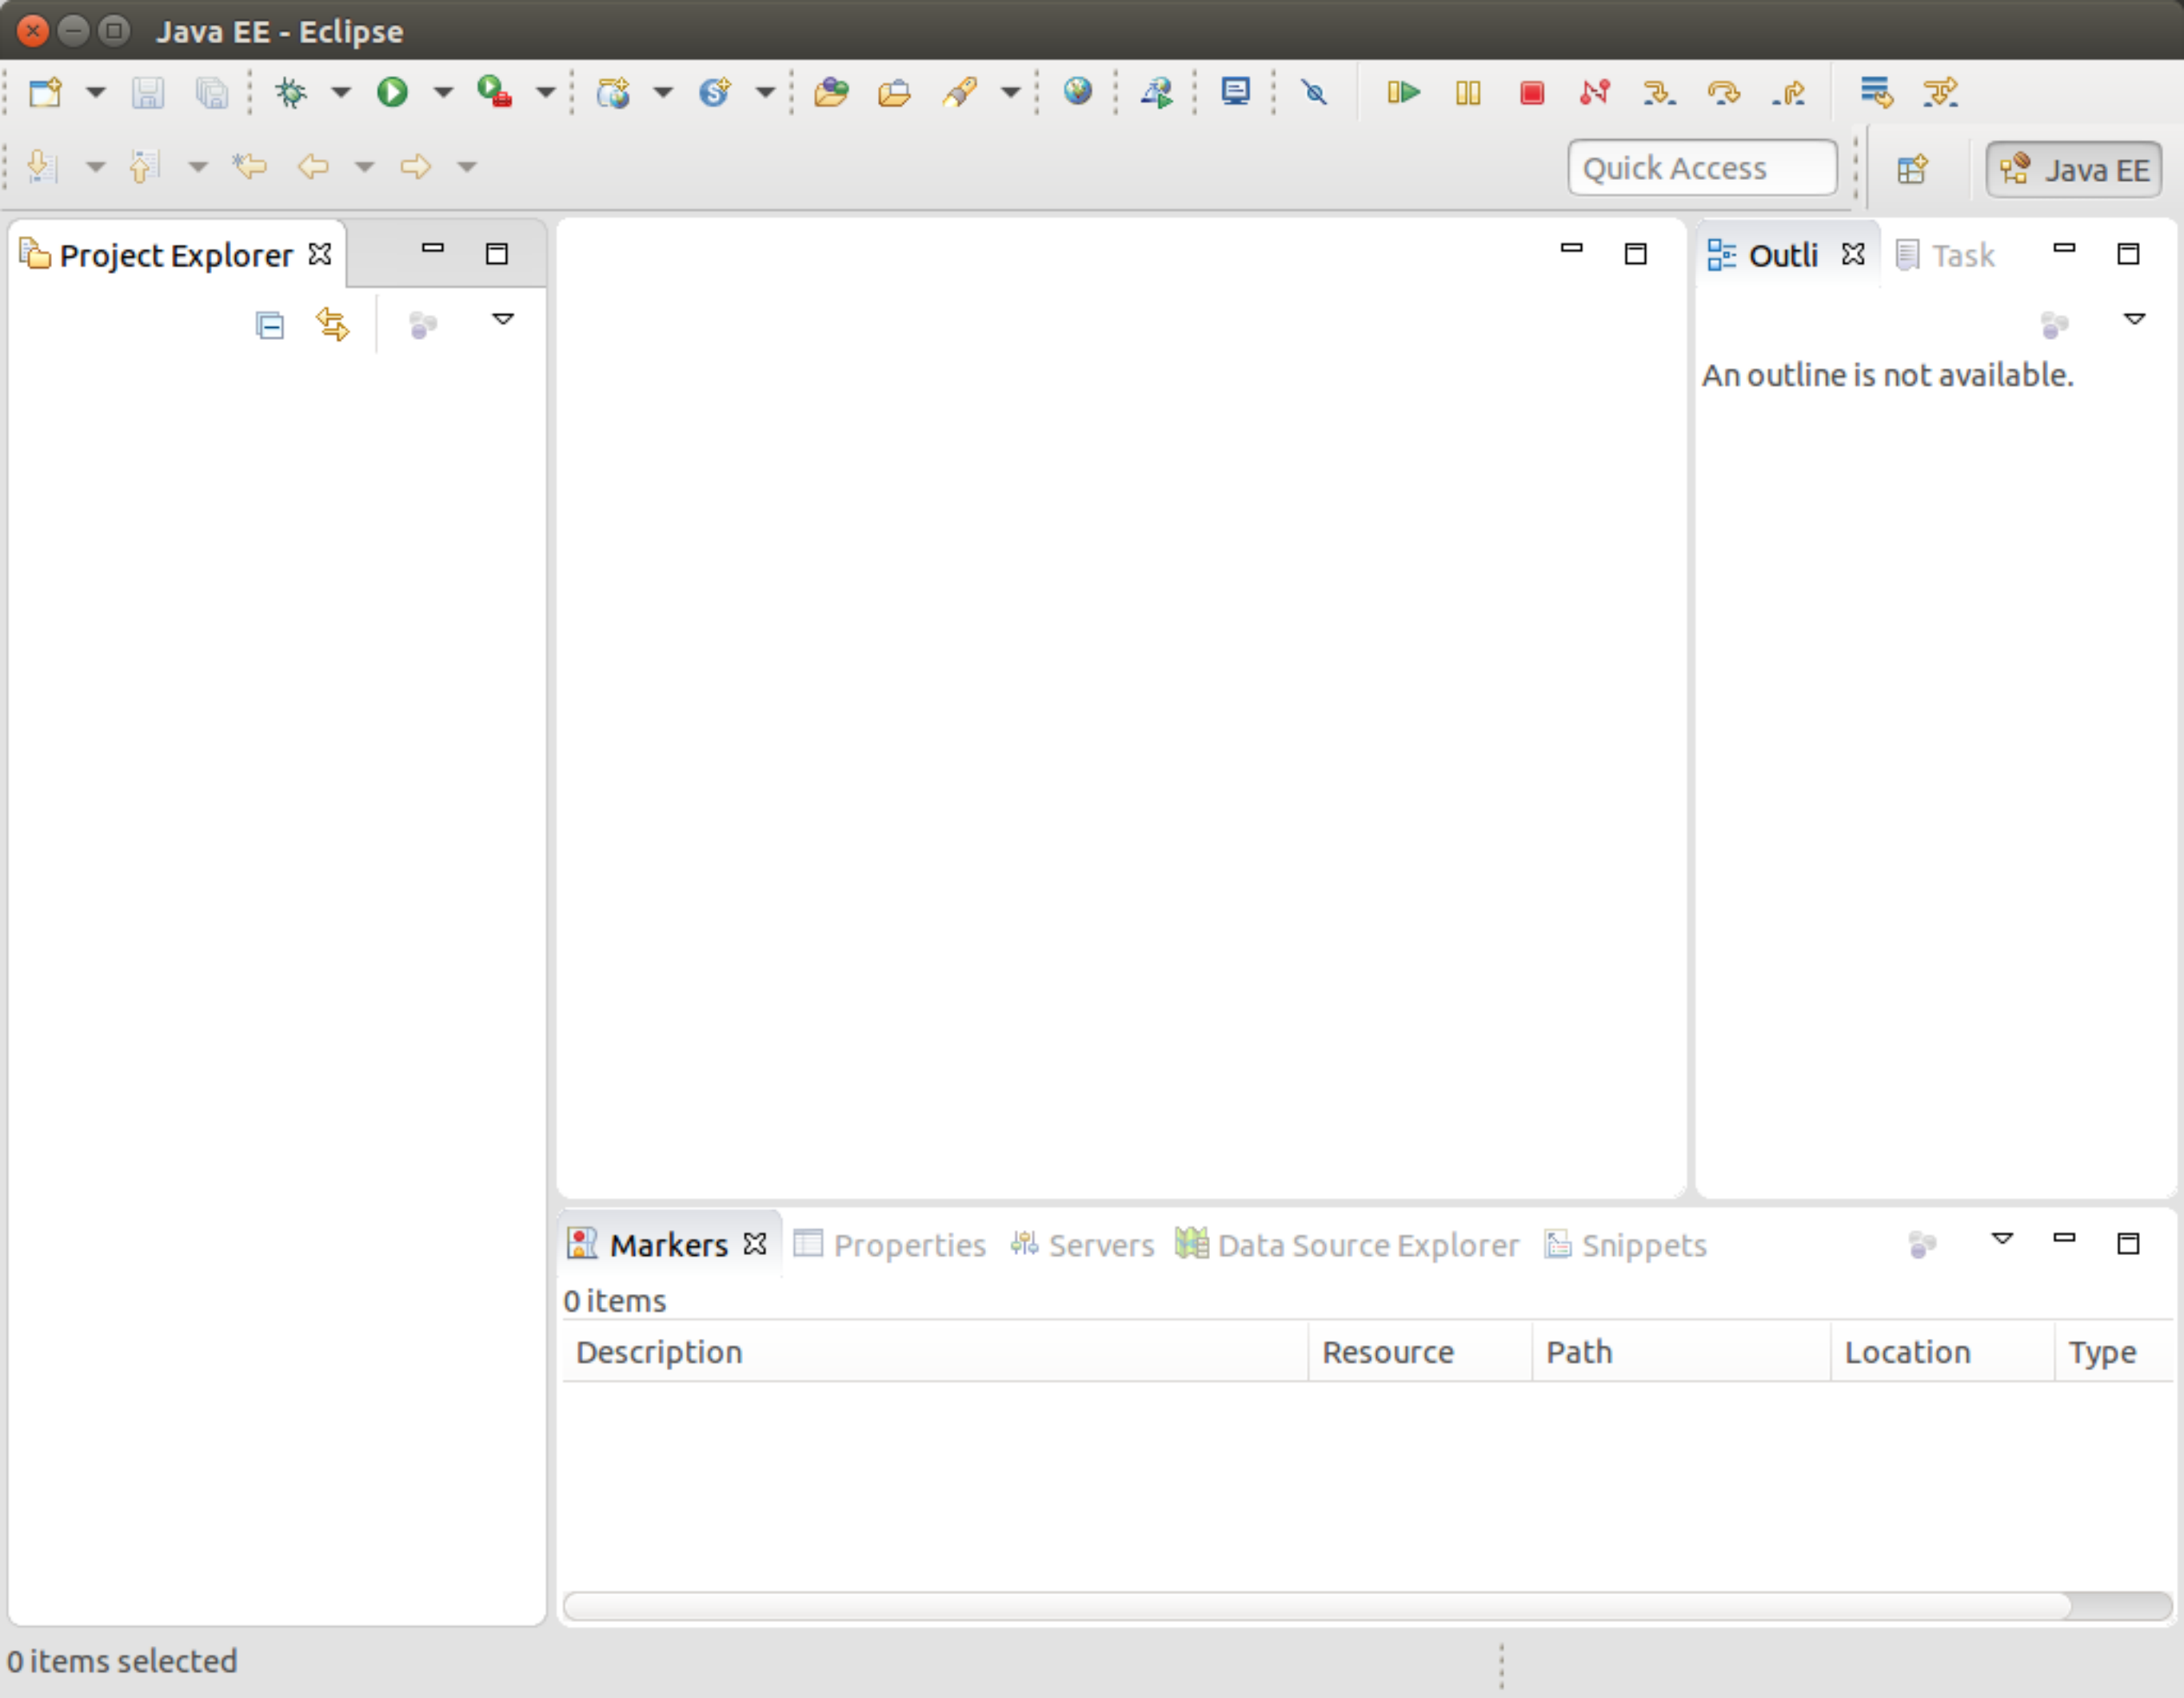 Java EE - Eclipse
Quick Access
Java EE
Project Explorer
Outli
Task
An outline is not available.
Markers
Properties
Servers
Data Source Explorer
Snippets
0 items
Description
Resource
Path
Location
Type
0 items selected